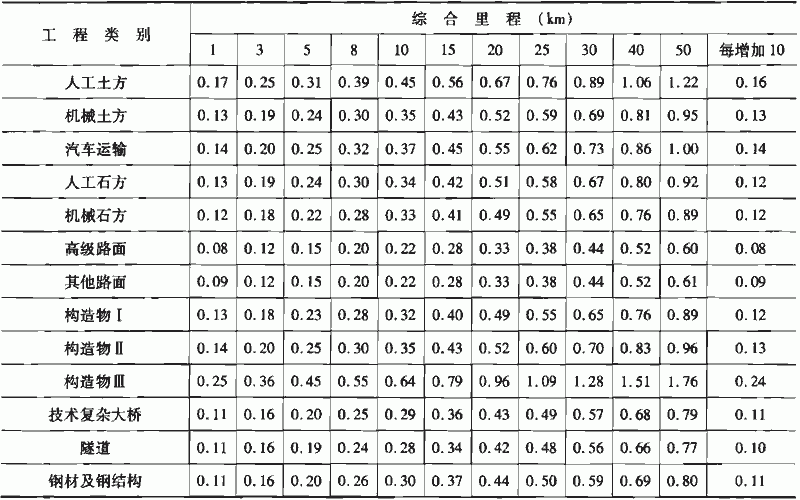 工程类别 综合里程(km)
1 3 5 8 10 15 20 25 30 40 50 每增加10
人工土方 0.17 0.25 0.31 0.39 0.45 0.56 0.67 0.76 0.89 1.06 1.22 0.16
机械土方 0.13 0.19 0.24 0.30 0.35 0.43 0.52 0.59 0.69 0.81 0.95 0.13
汽车运输 0.14 0.20 0.25 0.32 0.37 0.45 0.55 0.62 0.73 0.86 1.00 0.14
人工石方 0.13 0.19 0.24 0.30 0.34 0.42 0.51 0.58 0.67 0.80 0.92 0.12
机械石方 0.12 0.18 0.22 0.28 0.33 0.41 0.49 0.55 0.65 0.76 0.89 0.12
高级路面 0.08 0.12 0.15 0.20 0.22 0.28 0.33 0.38 0.44 0.52 0.60 0.08
其他路面 0.09 0.12 0.15 0.20 0.22 0.28 0.33 0.38 0.44 0.52 0.61 0.09
构造物Ⅰ 0.13 0.18 0.23 0.28 0.32 0.40 0.49 0.55 0.65 0.76 0.89 0.12
构造物Ⅱ 0.14 0.20 0.25 0.30 0.35 0.43 0.52 0.60 0.70 0.83 0.96 0.13
构造物Ⅲ 0.25 0.36 0.45 0.55 0.64 0.79 0.96 1.09 1.28 1.51 1.76 0.24
技术复杂大桥 0.11 0.16 0.20 0.25 0.29 0.36 0.43 0.49 0.57 0.68 0.79 0.11
隧道 0.11 0.16 0.19 0.24 0.28 0.34 0.42 0.48 0.56 0.66 0.77 0.10
钢材及钢结构 0.11 0.16 0.20 0.26 0.30 0.37 0.44 0.50 0.59 0.69 0.80 0.11